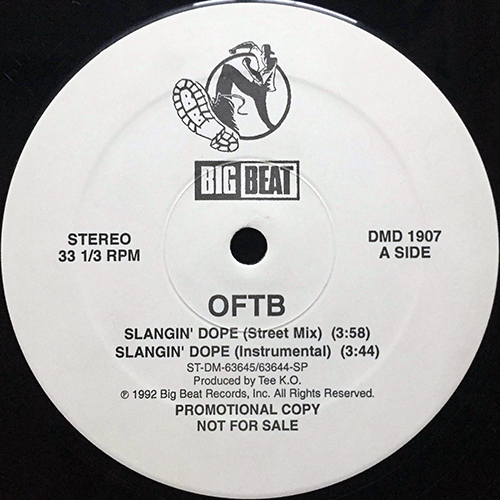 BIG BEAT
STEREO
33 1/3 RPM
DMD 1907
A SIDE
OFTB
SLANGIN' DOPE (Street Mix) (3:58)
SLANGIN' DOPE (Instrumental) (3:44)
ST-DM-63645/63644-SP
Produced by Tee K.O.
℗ 1992 Big Beat Records, Inc. All Rights Reserved.
PROMOTIONAL COPY
NOT FOR SALE